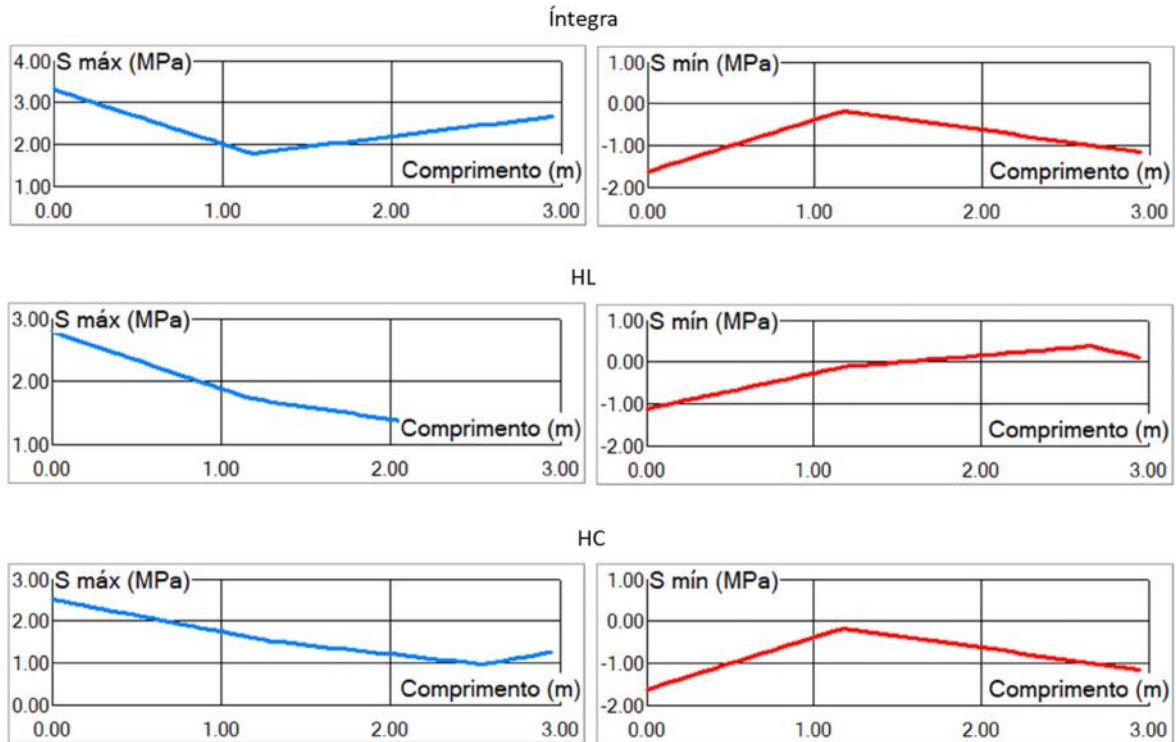 Íntegra
4.00 S máx (MPa)
3.00
2.00
Comprimento (m)
1.00
0.00 1.00 2.00 3.00
1.00 S mín (MPa)
0.00
-1.00
Comprimento (m)
-2.00
0.00 1.00 2.00 3.00
HL
3.00 S máx (MPa)
2.00
Comprimento (m)
1.00
0.00 1.00 2.00 3.00
1.00 S mín (MPa)
0.00
-1.00
Comprimento (m)
-2.00
0.00 1.00 2.00 3.00
HC
3.00 S máx (MPa)
2.00
1.00
Comprimento (m)
0.00
0.00 1.00 2.00 3.00
1.00 S mín (MPa)
0.00
-1.00
Comprimento (m)
-2.00
0.00 1.00 2.00 3.00